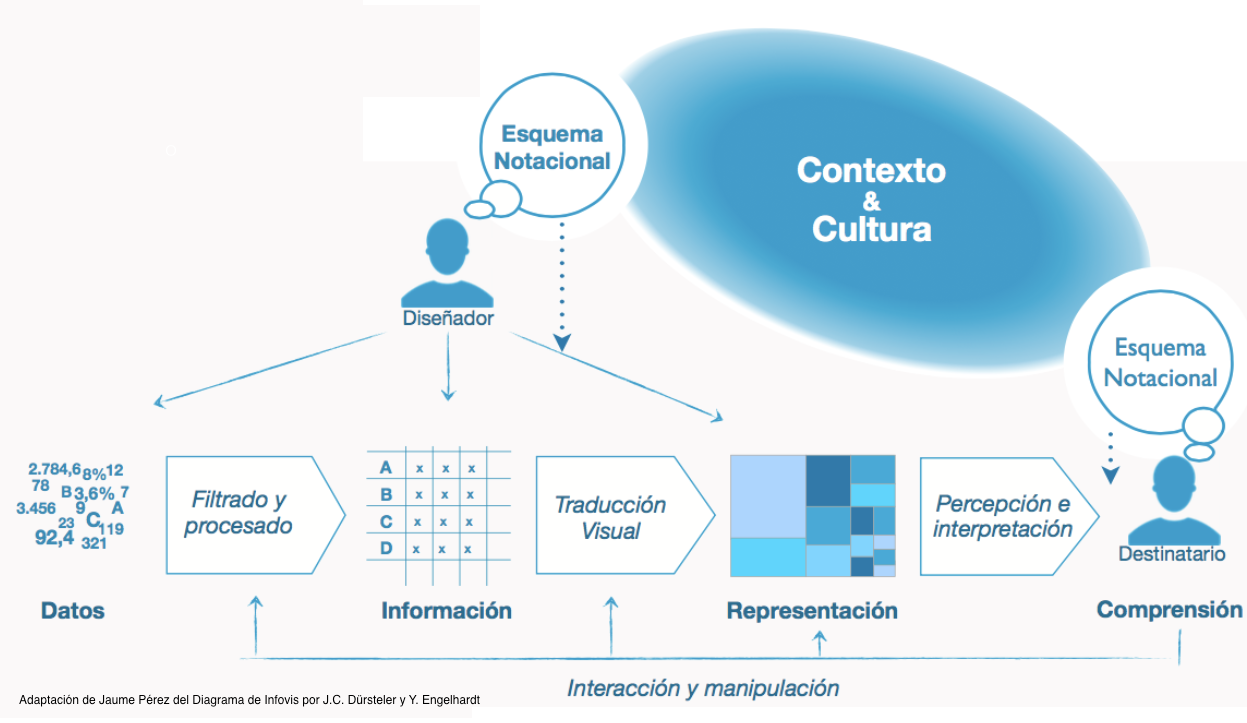 Esquema
Notacional
Contexto
&
Cultura
Diseñador
Esquema
Notacional
2.784,6 8% 12
78 B 3,6% 7
3.456 9 A
23 C 119
92,4 321
Filtrado y
procesado
A x x x
B x x x
C x x x
D x x x
Traducción
Visual
Percepción e
interpretación
Destinatario
Datos
Información
Representación
Comprensión
Interacción y manipulación
Adaptación de Jaume Pérez del Diagrama de Infovis por J.C. Dürsteler y Y. Engelhardt